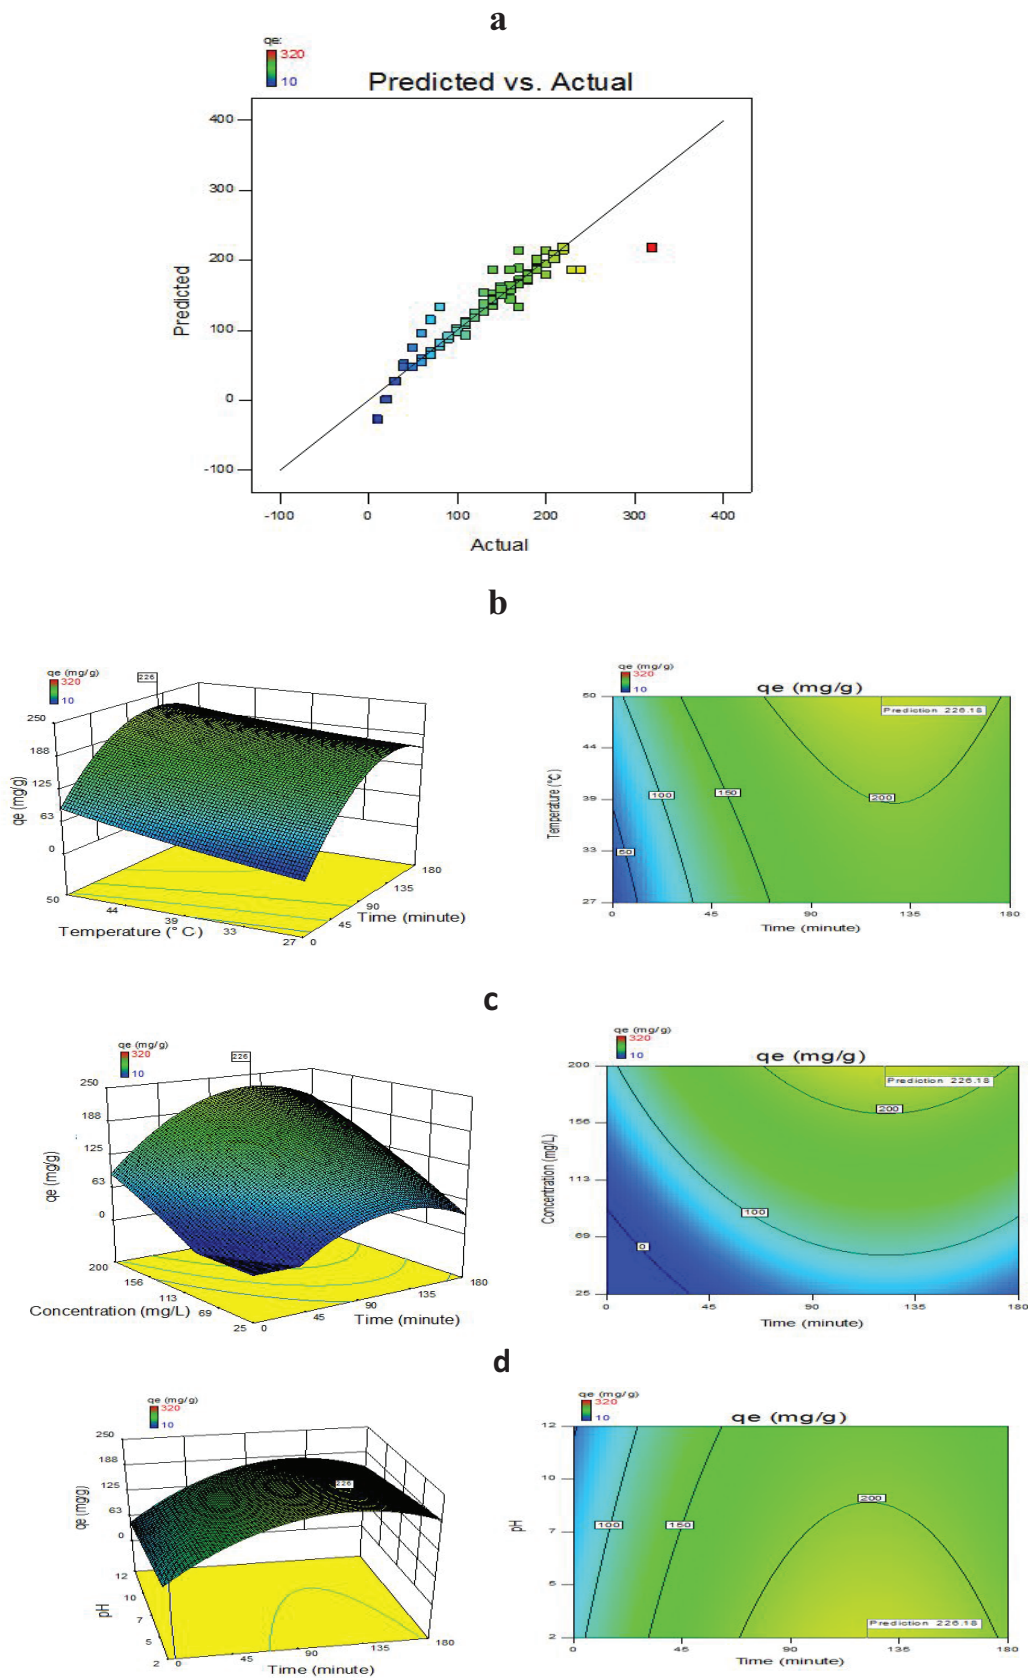 a
qe:
320
10
Predicted vs. Actual
400
300
200
100
0
-100
Predicted
-100 0 100 200 300 400
Actual
b
qe (mg/g)
320
10
226
250
188
125
63
0
qe (mg/g)
50 44 39 33 27
Temperature (° C)
0 45 90 135 180
Time (minute)
qe (mg/g)
320
10
qe (mg/g)
Prediction 226.18
50
44
39
33
27
Temperature (°C)
50 100 150 200
0 45 90 135 180
Time (minute)
c
qe (mg/g)
320
10
226
250
188
125
63
0
qe (mg/g)
200 156 113 69 25
Concentration (mg/L)
0 45 90 135 180
Time (minute)
qe (mg/g)
320
10
qe (mg/g)
Prediction 226.18
200
156
113
69
25
Concentration (mg/L)
0 100 200
0 45 90 135 180
Time (minute)
d
qe (mg/g)
320
10
226
250
188
125
63
0
qe (mg/g)
12
10
7
5
2
pH
0 45 90 135 180
Time (minute)
qe (mg/g)
320
10
qe (mg/g)
12
10
7
5
2
pH
100 150 200
Prediction 226.18
0 45 90 135 180
Time (minute)